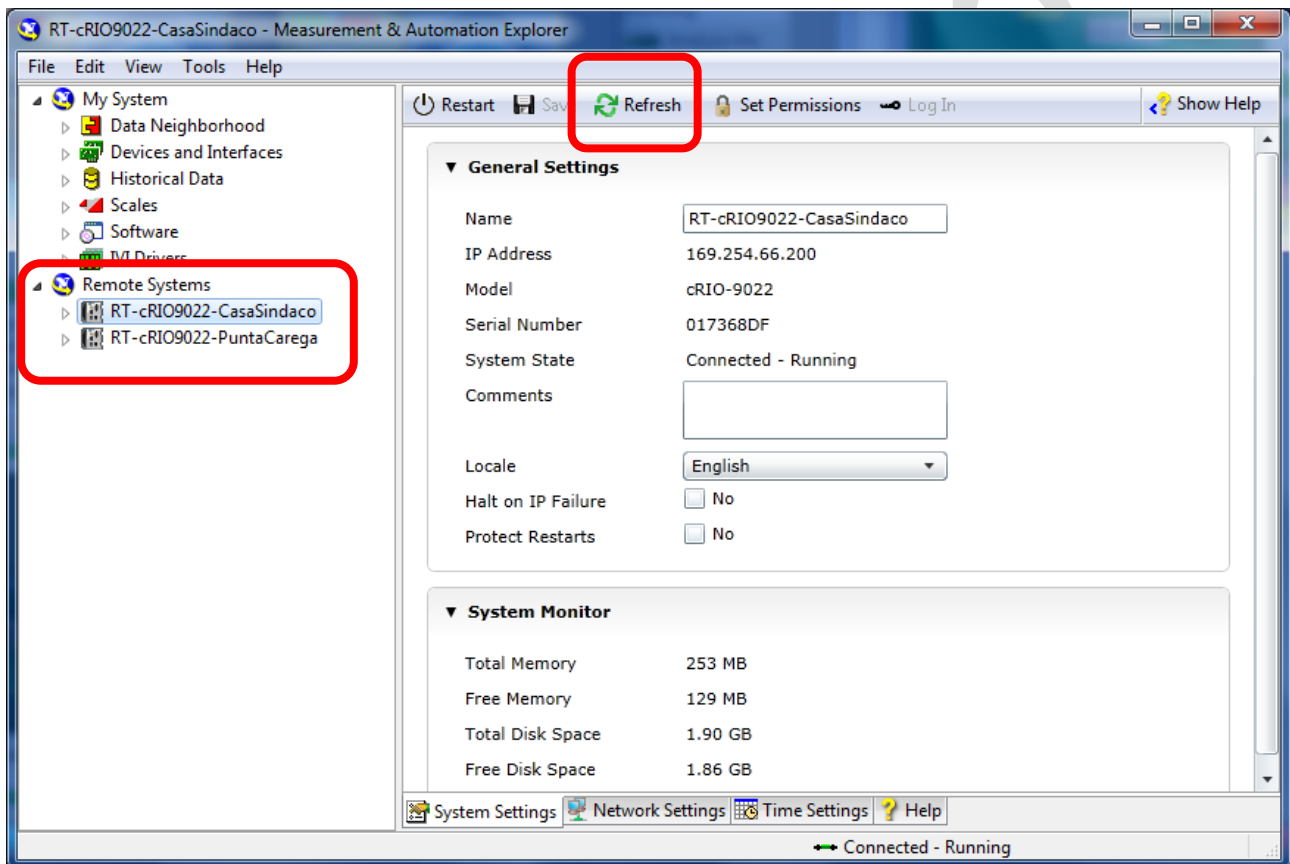 RT-cRIO9022-CasaSindaco - Measurement & Automation Explorer
File Edit View Tools Help
My System
Data Neighborhood
Devices and Interfaces
Historical Data
Scales
Software
IVI Drivers
Remote Systems
RT-cRIO9022-CasaSindaco
RT-cRIO9022-PuntaCarega
Restart Sav Refresh Set Permissions Log In Show Help
General Settings
Name RT-cRIO9022-CasaSindaco
IP Address 169.254.66.200
Model cRIO-9022
Serial Number 017368DF
System State Connected - Running
Comments
Locale English
Halt on IP Failure No
Protect Restarts No
System Monitor
Total Memory 253 MB
Free Memory 129 MB
Total Disk Space 1.90 GB
Free Disk Space 1.86 GB
System Settings Network Settings Time Settings Help
Connected - Running